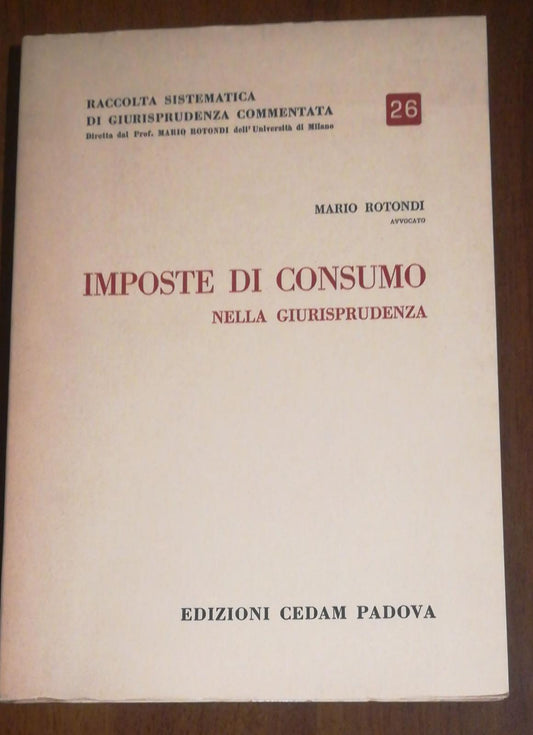 RACCOLTA SISTEMATICA
DI GIURISPRUDENZA COMMENTATA
Diretta dal Prof. MARIO ROTONDI dell'Università di Milano
26
MARIO ROTONDI
AVVOCATO
IMPOSTE DI CONSUMO
NELLA GIURISPRUDENZA
EDIZIONI CEDAM PADOVA